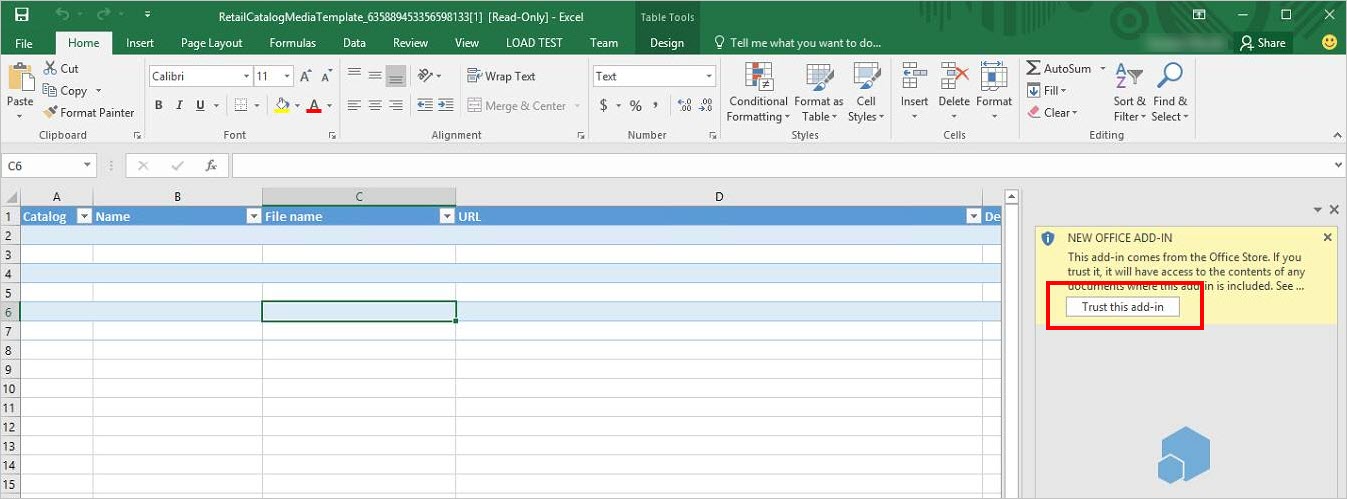 RetailCatalogMediaTemplate_635889453356598133[1] [Read-Only] - Excel
Table Tools
File
Home
Insert
Page Layout
Formulas
Data
Review
View
LOAD TEST
Team
Design
Tell me what you want to do...
Share
Paste
Cut
Copy
Format Painter
Clipboard
Calibri
11
B I U
Font
Wrap Text
Merge & Center
Alignment
Text
$ % ,
Number
Conditional
Formatting
Format as
Table
Cell
Styles
Styles
Insert
Delete
Format
Cells
AutoSum
Fill
Clear
Sort &
Filter
Find &
Select
Editing
C6
fx
A B C D
1 Catalog Name File name URL De
2
3
4
5
6
7
8
9
10
11
12
13
14
15
NEW OFFICE ADD-IN
This add-in comes from the Office Store. If you
trust it, it will have access to the contents of any
documents where this add-in is included. See ...
Trust this add-in